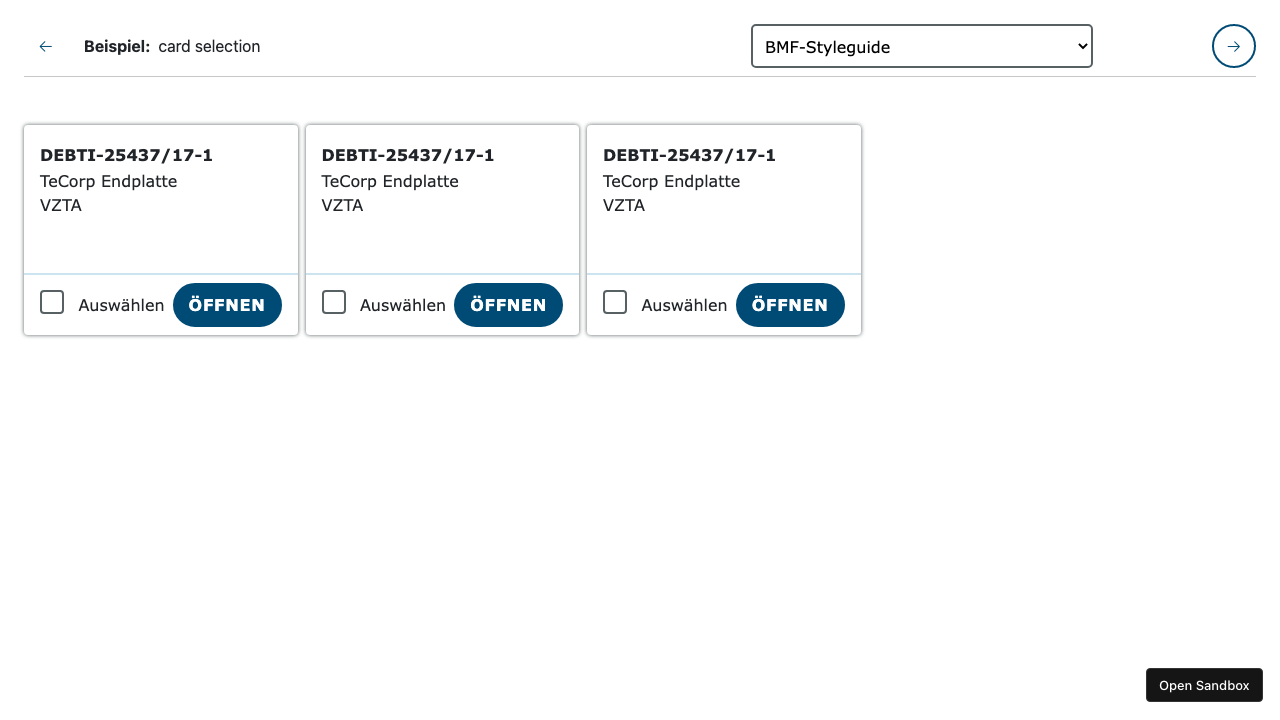 Beispiel: card selection
BMF-Styleguide
DEBTI-25437/17-1
TeCorp Endplatte
VZTA
Auswählen ÖFFNEN
DEBTI-25437/17-1
TeCorp Endplatte
VZTA
Auswählen ÖFFNEN
DEBTI-25437/17-1
TeCorp Endplatte
VZTA
Auswählen ÖFFNEN
Open Sandbox